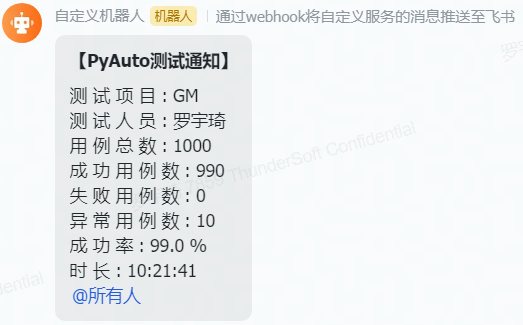 自定义机器人 机器人 通过webhook将自定义服务的消息推送至飞书
【PyAuto测试通知】
测 试 项 目 : GM
测 试 人 员 : 罗宇琦
用 例 总 数 : 1000
成 功 用 例 数 : 990
失 败 用 例 数 : 0
异 常 用 例 数 : 10
成 功 率 : 99.0 %
时 长 : 10:21:41
@所有人
ThunderSoft Confidential